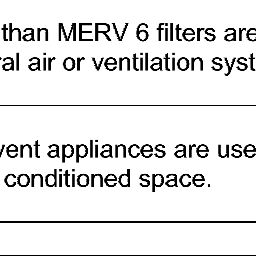 than MERV 6 filters are
al air or ventilation syst
vent appliances are use
conditioned space.